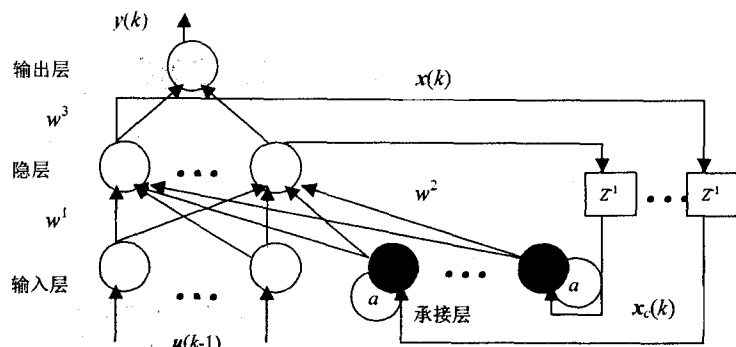 y(k)
输出层
x(k)
w³
隐层
...
w²
Z⁻¹
...
Z⁻¹
w¹
输入层
...
a
...
a
承接层
x_c(k)
...
u(k-1)